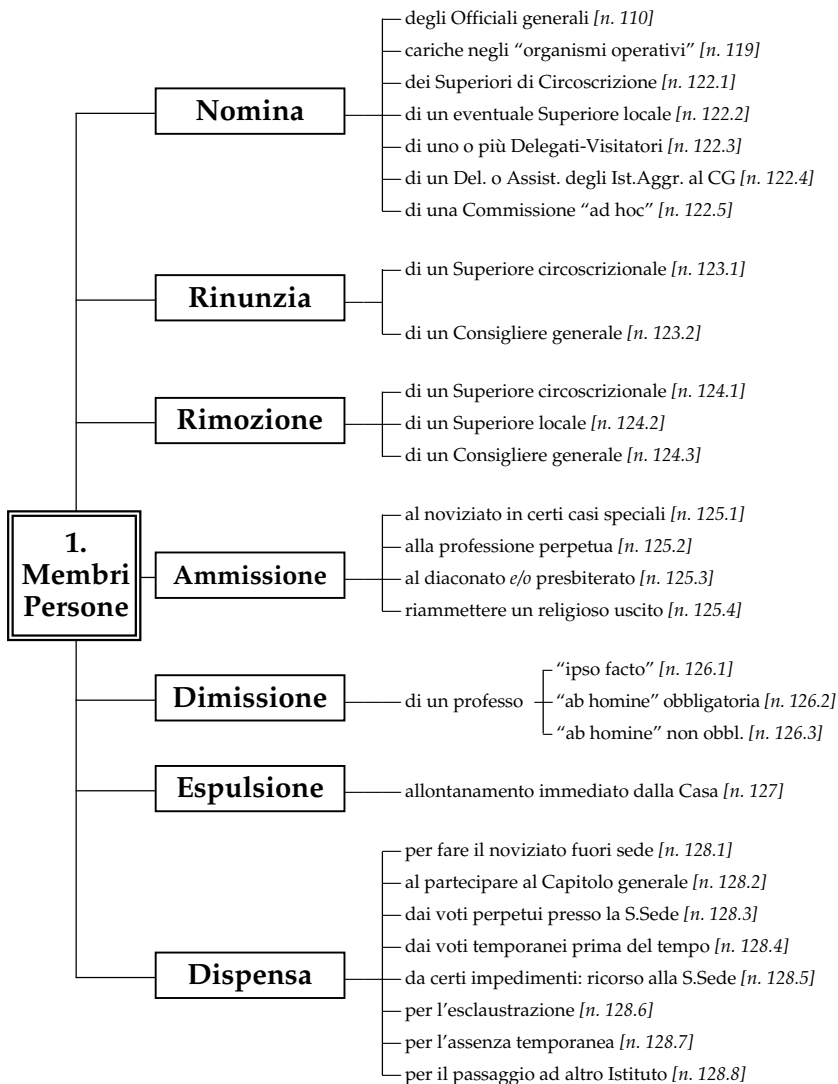 degli Officiali generali [n. 110]
cariche negli “organismi operativi” [n. 119]
dei Superiori di Circoscrizione [n. 122.1]
Nomina
di un eventuale Superiore locale [n. 122.2]
di uno o più Delegati-Visitatori [n. 122.3]
di un Del. o Assist. degli Ist.Aggr. al CG [n. 122.4]
di una Commissione “ad hoc” [n. 122.5]
Rinunzia
di un Superiore circoscrizionale [n. 123.1]
di un Consigliere generale [n. 123.2]
Rimozione
di un Superiore circoscrizionale [n. 124.1]
di un Superiore locale [n. 124.2]
di un Consigliere generale [n. 124.3]
1.
Membri
Persone
Ammissione
al noviziato in certi casi speciali [n. 125.1]
alla professione perpetua [n. 125.2]
al diaconato e/o presbiterato [n. 125.3]
riammettere un religioso uscito [n. 125.4]
Dimissione
di un professo
“ipso facto” [n. 126.1]
“ab homine” obbligatoria [n. 126.2]
“ab homine” non obbl. [n. 126.3]
Espulsione
allontanamento immediato dalla Casa [n. 127]
Dispensa
per fare il noviziato fuori sede [n. 128.1]
al partecipare al Capitolo generale [n. 128.2]
dai voti perpetui presso la S.Sede [n. 128.3]
dai voti temporanei prima del tempo [n. 128.4]
da certi impedimenti: ricorso alla S.Sede [n. 128.5]
per l'esclaustrazione [n. 128.6]
per l'assenza temporanea [n. 128.7]
per il passaggio ad altro Istituto [n. 128.8]